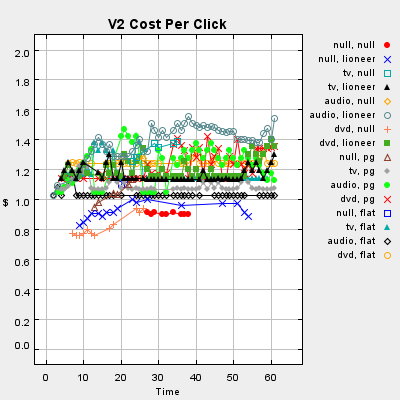 V2 Cost Per Click
2.0
1.8
1.6
1.4
1.2
1.0
0.8
0.6
0.4
0.2
0.0
$
0 10 20 30 40 50 60
Time
null, null
null, lioneer
tv, null
tv, lioneer
audio, null
audio, lioneer
dvd, null
dvd, lioneer
null, pg
tv, pg
audio, pg
dvd, pg
null, flat
tv, flat
audio, flat
dvd, flat